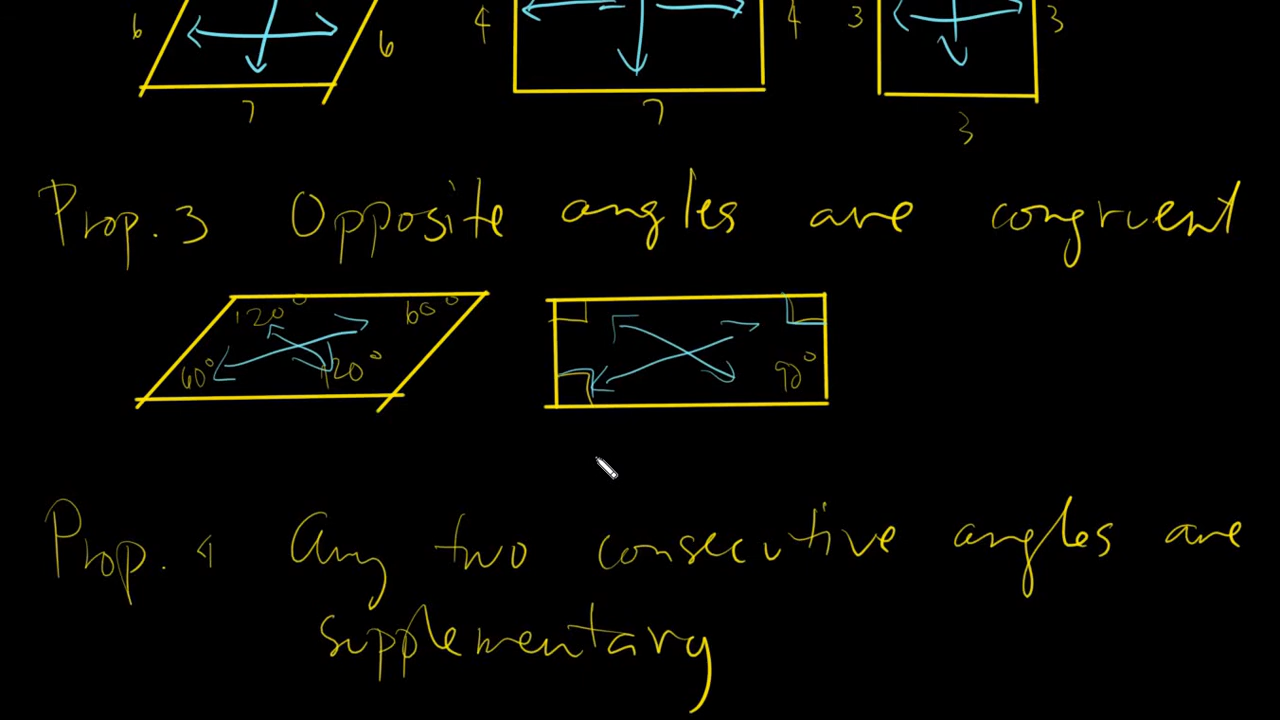 6 6 4 4 3 3
7 7 3
Prop. 3 Opposite angles are congruent
120° 60°
60° 120° 90°
Prop. 4 Any two consecutive angles are
supplementary